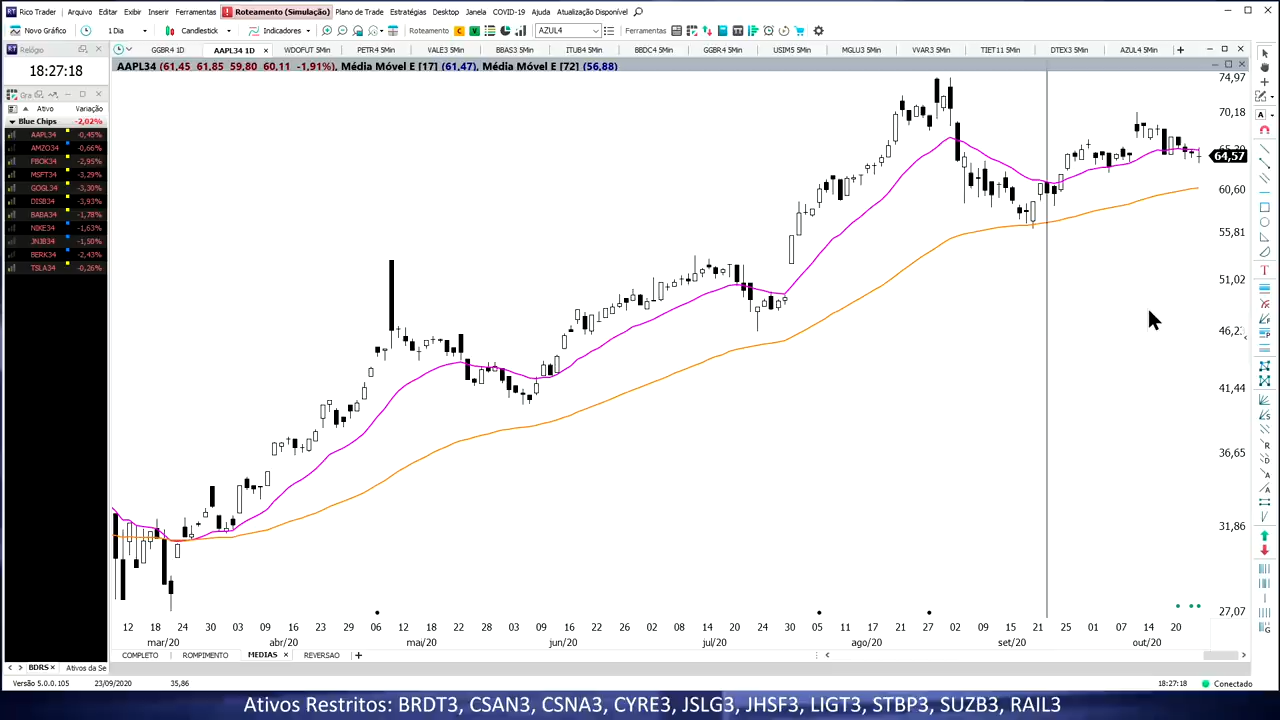 Rico Trader Arquivo Editar Exibir Inserir Ferramentas Roteamento (Simulação) Plano de Trade Estratégias Desktop Janela COVID-19 Ajuda Atualização Disponível
Novo Gráfico 1 Dia Candlestick Indicadores Roteamento C V AZUL4 Ferramentas
Relógio
GGBR4 1D AAPL34 1D WDOFUT 5Min PETR4 5Min VALE3 5Min BBAS3 5Min ITUB4 5Min BBDC4 5Min GGBR4 5Min USIM5 5Min MGLU3 5Min VVAR3 5Min TIET11 5Min DTEX3 5Min AZUL4 5Min
18:27:18
AAPL34 (61,45 61,85 59,80 60,11 -1,91%), Média Móvel E [17] (61,47), Média Móvel E [72] (56,88)
Gra
Ativo Variação
Blue Chips -2,02%
AAPL34 -0,45%
AMZO34 -0,66%
FBOK34 -2,95%
MSFT34 -3,29%
GOGL34 -3,30%
DISB34 -3,93%
BABA34 -1,78%
NIKE34 -1,63%
JNJB34 -1,50%
BERK34 -2,43%
TSLA34 -0,26%
74,97
70,18
64,57
60,60
55,81
51,02
46,2
41,44
36,65
31,86
27,07
12 18 24 30 03 09 15 23 29 06 12 18 22 28 03 09 16 22 26 02 08 14 20 24 30 05 11 17 21 27 02 09 15 21 25 01 07 14 20
mar/20 abr/20 mai/20 jun/20 jul/20 ago/20 set/20 out/20
COMPLETO ROMPIMENTO MEDIAS REVERSAO
BDRS Ativos da Se
Versão 5.0.0.105 23/09/2020 35,86 18:27:18 Conectado
Ativos Restritos: BRDT3, CSAN3, CSNA3, CYRE3, JSLG3, JHSF3, LIGT3, STBP3, SUZB3, RAIL3